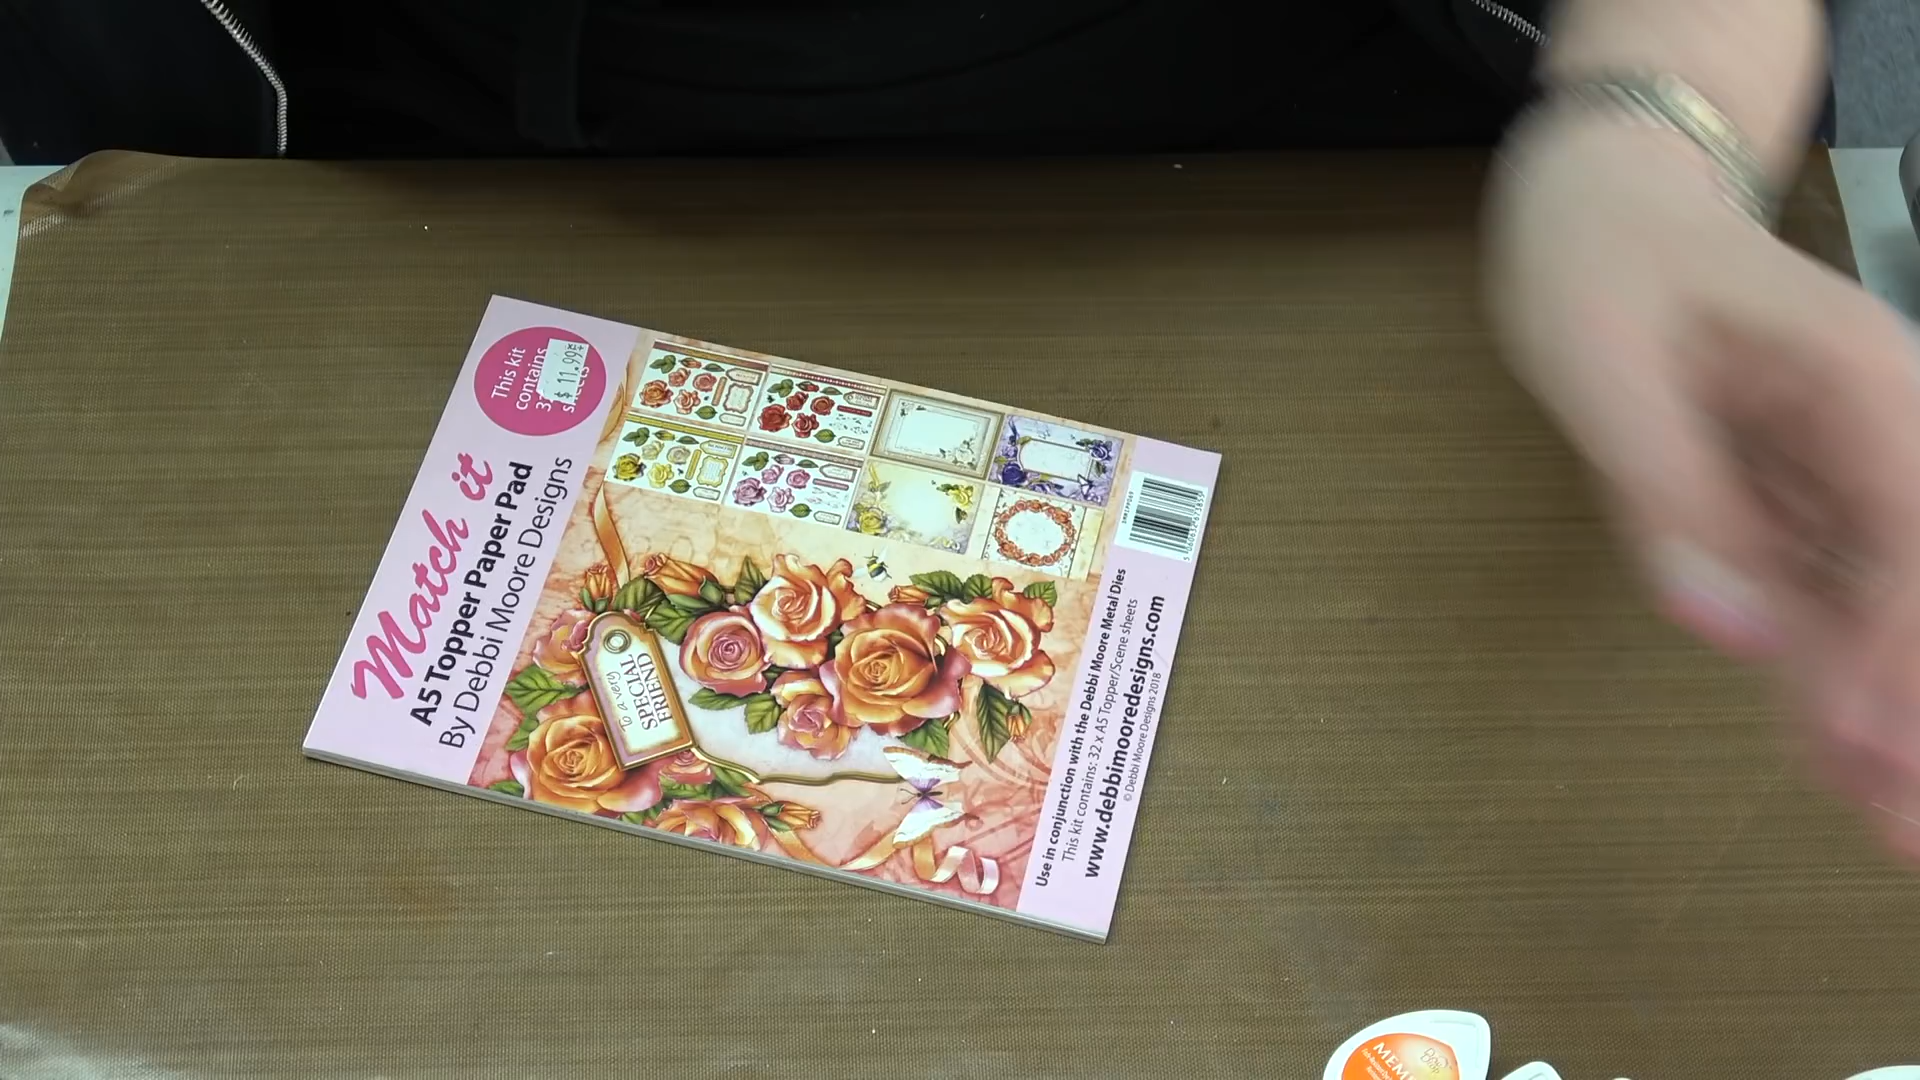 Match it
A5 Topper Paper Pad
By Debbi Moore Designs
This kit
contains
$ 11.99
To a very
SPECIAL
FRIEND
Use in conjunction with the Debbi Moore Metal Dies
This kit contains: 32 x A5 Topper/Scene sheets
www.debbimooredesigns.com
© Debbi Moore Designs 2018